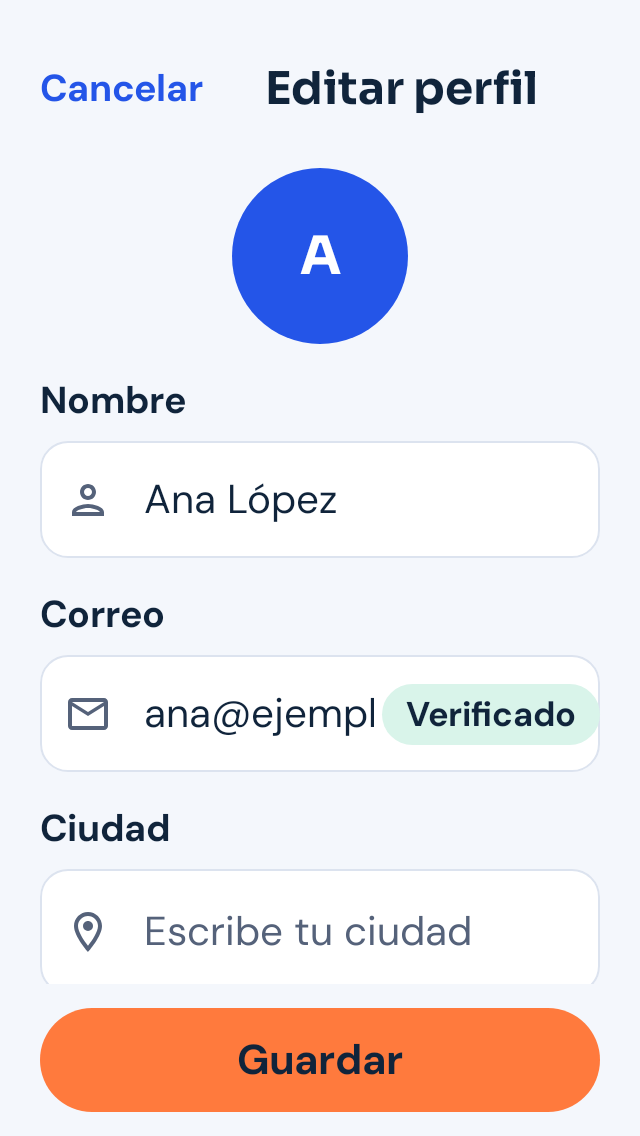 Cancelar
Editar perfil
A
Nombre
Ana López
Correo
ana@ejempl
Verificado
Ciudad
Escribe tu ciudad
Guardar